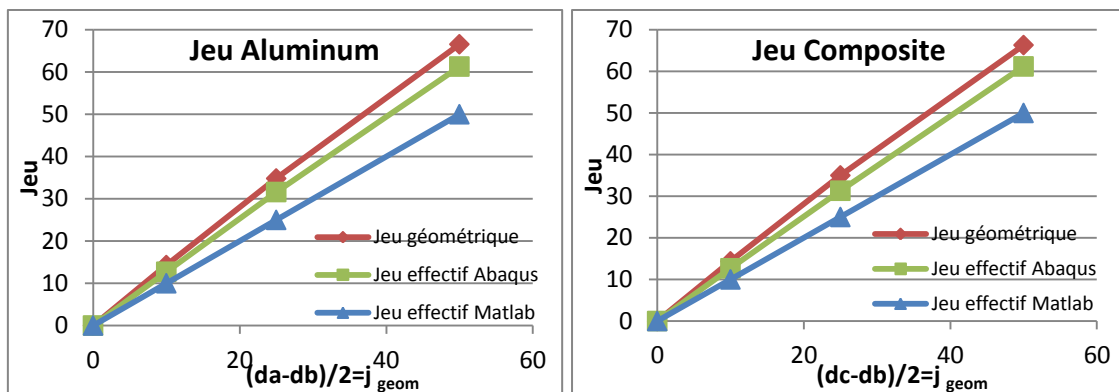 Jeu Aluminum
Jeu
70
60
50
40
30
20
10
0
Jeu géométrique
Jeu effectif Abaqus
Jeu effectif Matlab
0 20 40 60
(da-db)/2=j geom
Jeu Composite
70
60
50
40
30
20
10
0
Jeu géométrique
Jeu effectif Abaqus
Jeu effectif Matlab
0 20 40 60
(dc-db)/2=j geom